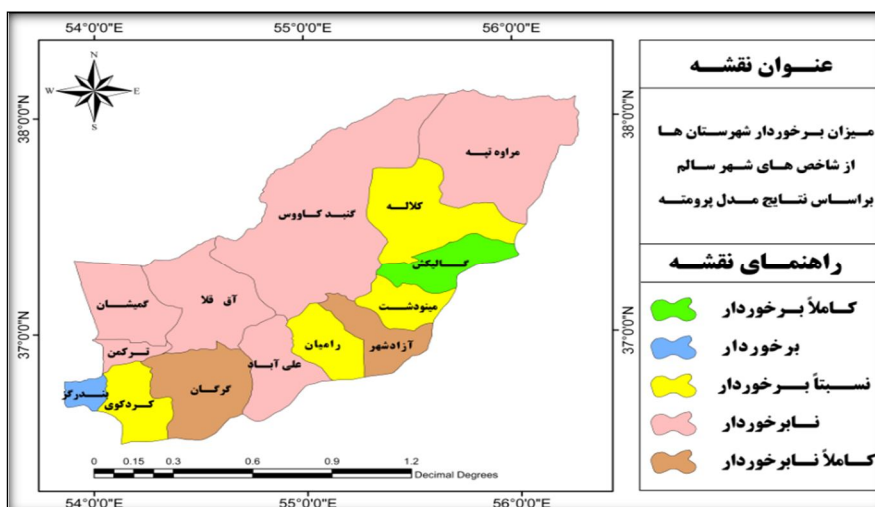 54°0'0"E 55°0'0"E 56°0'0"E
N
W E
S
38°0'0"N
38°0'0"N
37°0'0"N
37°0'0"N
مراوه تپه
کلاله
گنبد کاووس
گالیکش
مینودشت
گمیشان
آق قلا
ترکمن
رامیان
آزادشهر
علی آباد
گرگان
کردکوی
بندرگز
0 0.15 0.3 0.6 0.9 1.2
Decimal Degrees
54°0'0"E 55°0'0"E 56°0'0"E
عنوان نقشه
میزان برخوردار شهرستان ها
از شاخص های شهر سالم
براساس نتایج مدل پرومته
راهنمای نقشه
کاملاً برخوردار
برخوردار
نسبتاً برخوردار
نابرخوردار
کاملاً نابرخوردار